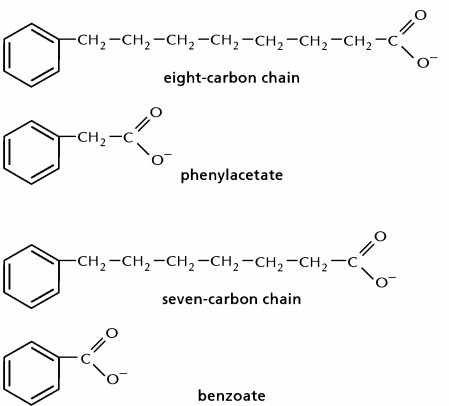 CH₂–CH₂–CH₂–CH₂–CH₂–CH₂–CH₂–C O O⁻
eight-carbon chain
CH₂–C O O⁻
phenylacetate
CH₂–CH₂–CH₂–CH₂–CH₂–CH₂–C O O⁻
seven-carbon chain
C O O⁻
benzoate